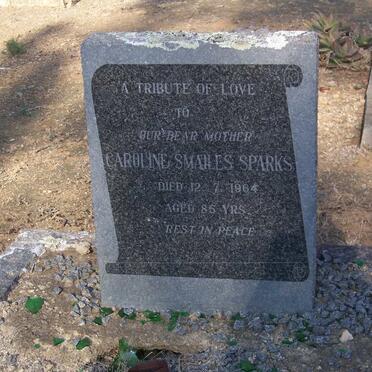 A TRIBUTE OF LOVE
TO
OUR DEAR MOTHER
CAROLINE SMAILES SPARKS
DIED 12. 7. 1964
AGED 85 YRS.
REST IN PEACE